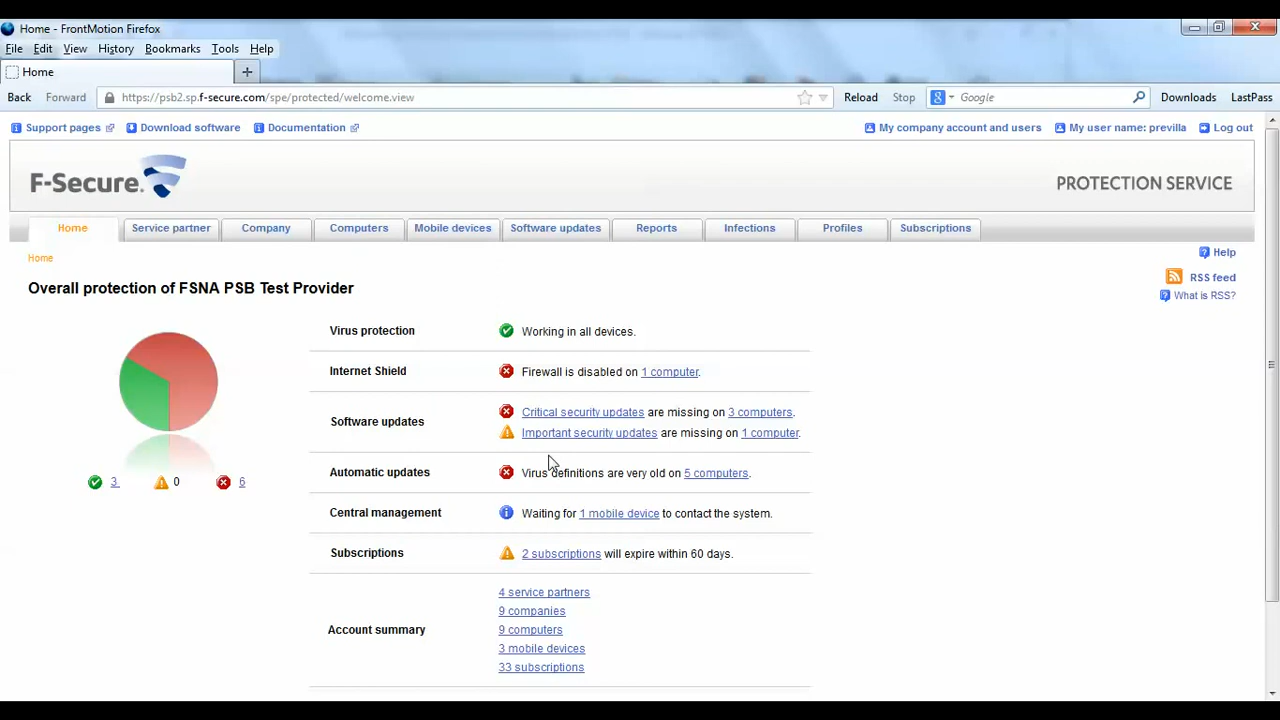 Home - FrontMotion Firefox
File Edit View History Bookmarks Tools Help
Home +
Back Forward https://psb2.sp.f-secure.com/spe/protected/welcome.view Reload Stop Google Downloads LastPass
Support pages Download software Documentation My company account and users My user name: previlla Log out
F-Secure. PROTECTION SERVICE
Home Service partner Company Computers Mobile devices Software updates Reports Infections Profiles Subscriptions
Home
Help
RSS feed
What is RSS?
Overall protection of FSNA PSB Test Provider
3 0 6
Virus protection Working in all devices.
Internet Shield Firewall is disabled on 1 computer.
Software updates Critical security updates are missing on 3 computers.
Important security updates are missing on 1 computer.
Automatic updates Virus definitions are very old on 5 computers.
Central management Waiting for 1 mobile device to contact the system.
Subscriptions 2 subscriptions will expire within 60 days.
Account summary
4 service partners
9 companies
9 computers
3 mobile devices
33 subscriptions